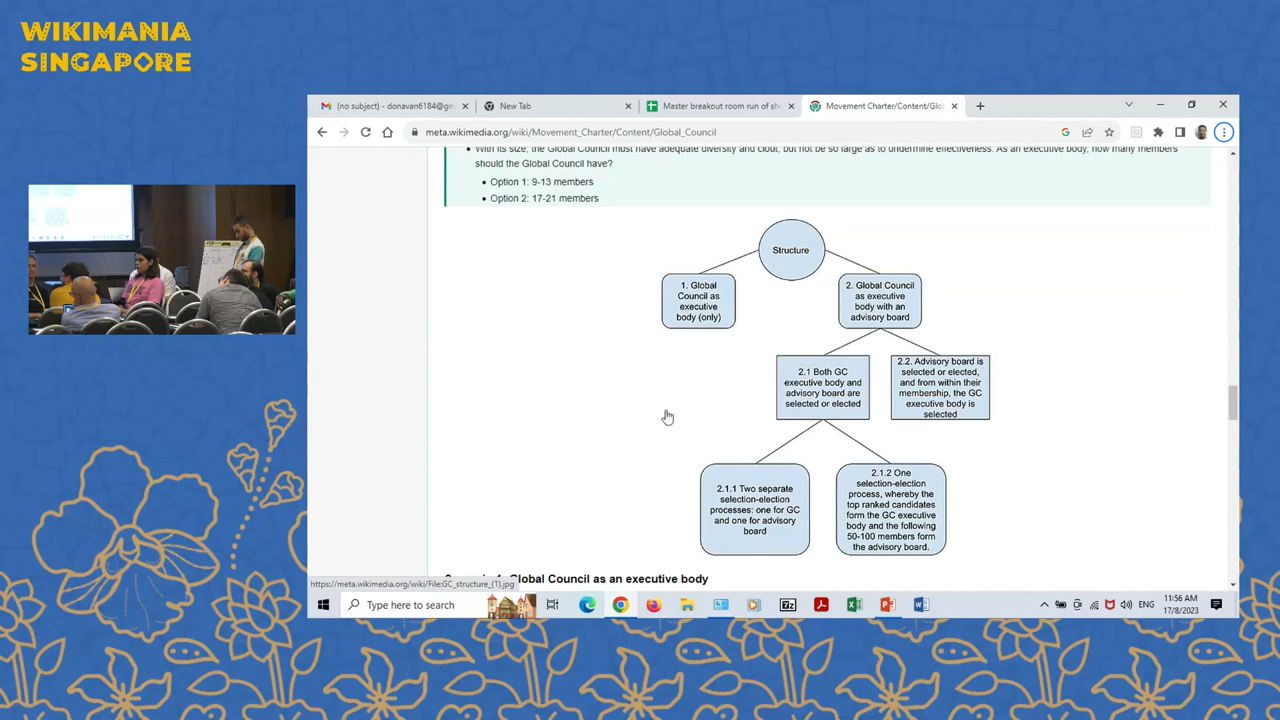 WIKIMANIA
SINGAPORE
(no subject) - donavan6184@gm
New Tab
Master breakout room run of sh
Movement Charter/Content/Glob
meta.wikimedia.org/wiki/Movement_Charter/Content/Global_Council
With its size, the Global Council must have adequate diversity and clout, but not be so large as to undermine effectiveness. As an executive body, how many members
should the Global Council have?
Option 1: 9-13 members
Option 2: 17-21 members
Structure
1. Global
Council as
executive
body (only)
2. Global Council
as executive
body with an
advisory board
2.1 Both GC
executive body and
advisory board are
selected or elected
2.2. Advisory board is
selected or elected,
and from within their
membership, the GC
executive body is
selected
2.1.1 Two separate
selection-election
processes: one for GC
and one for advisory
board
2.1.2 One
selection-election
process, whereby the
top ranked candidates
form the GC executive
body and the following
50-100 members form
the advisory board.
Global Council as an executive body
https://meta.wikimedia.org/wiki/File:GC_structure_(1).jpg
Type here to search
ENG
11:56 AM
17/8/2023